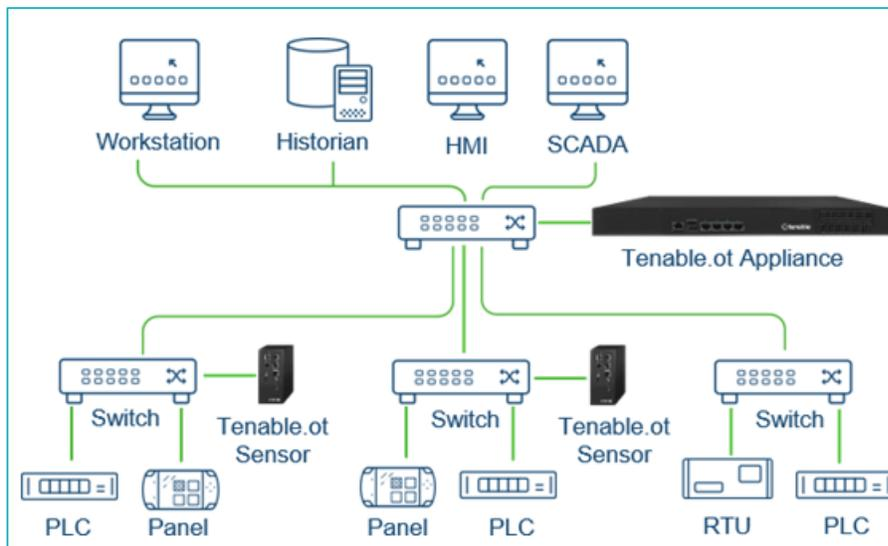 Workstation
Historian
HMI
SCADA
tenable
Tenable.ot Appliance
Switch
Tenable.ot
Sensor
Switch
Tenable.ot
Sensor
Switch
PLC
Panel
Panel
PLC
RTU
PLC